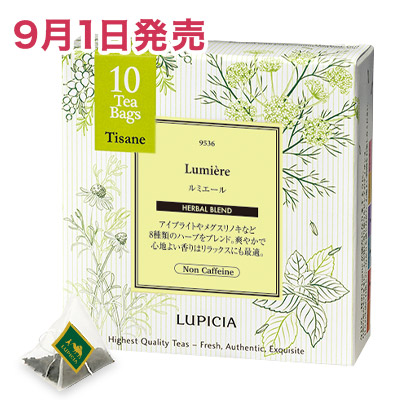 9月1日発売
10
Tea
Bags
Tisane
9536
Lumière
ルミエール
HERBAL BLEND
アイブライトやメグスリノキなど
8種類のハーブをブレンド。爽やかで
心地よい香りはリラックスにも最適。
Non Caffeine
LUPICIA
Highest Quality Teas – Fresh, Authentic, Exquisite
LUPICIA